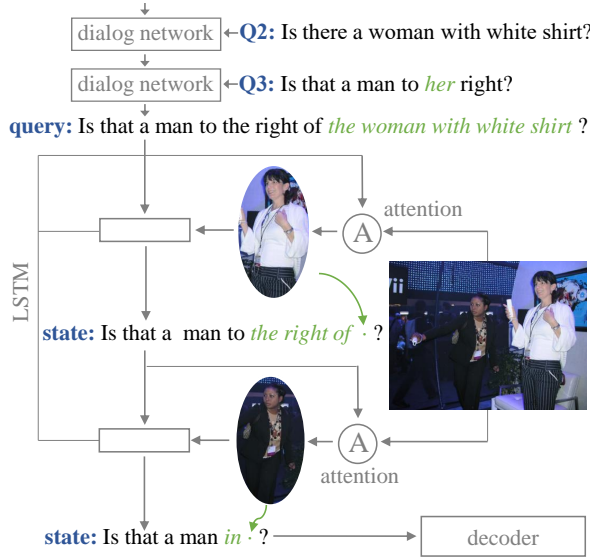 dialog network Q2: Is there a woman with white shirt?
dialog network Q3: Is that a man to her right?
query: Is that a man to the right of the woman with white shirt ?
attention
A
LSTM
Wii
state: Is that a man to the right of · ?
A
attention
state: Is that a man in · ?
decoder